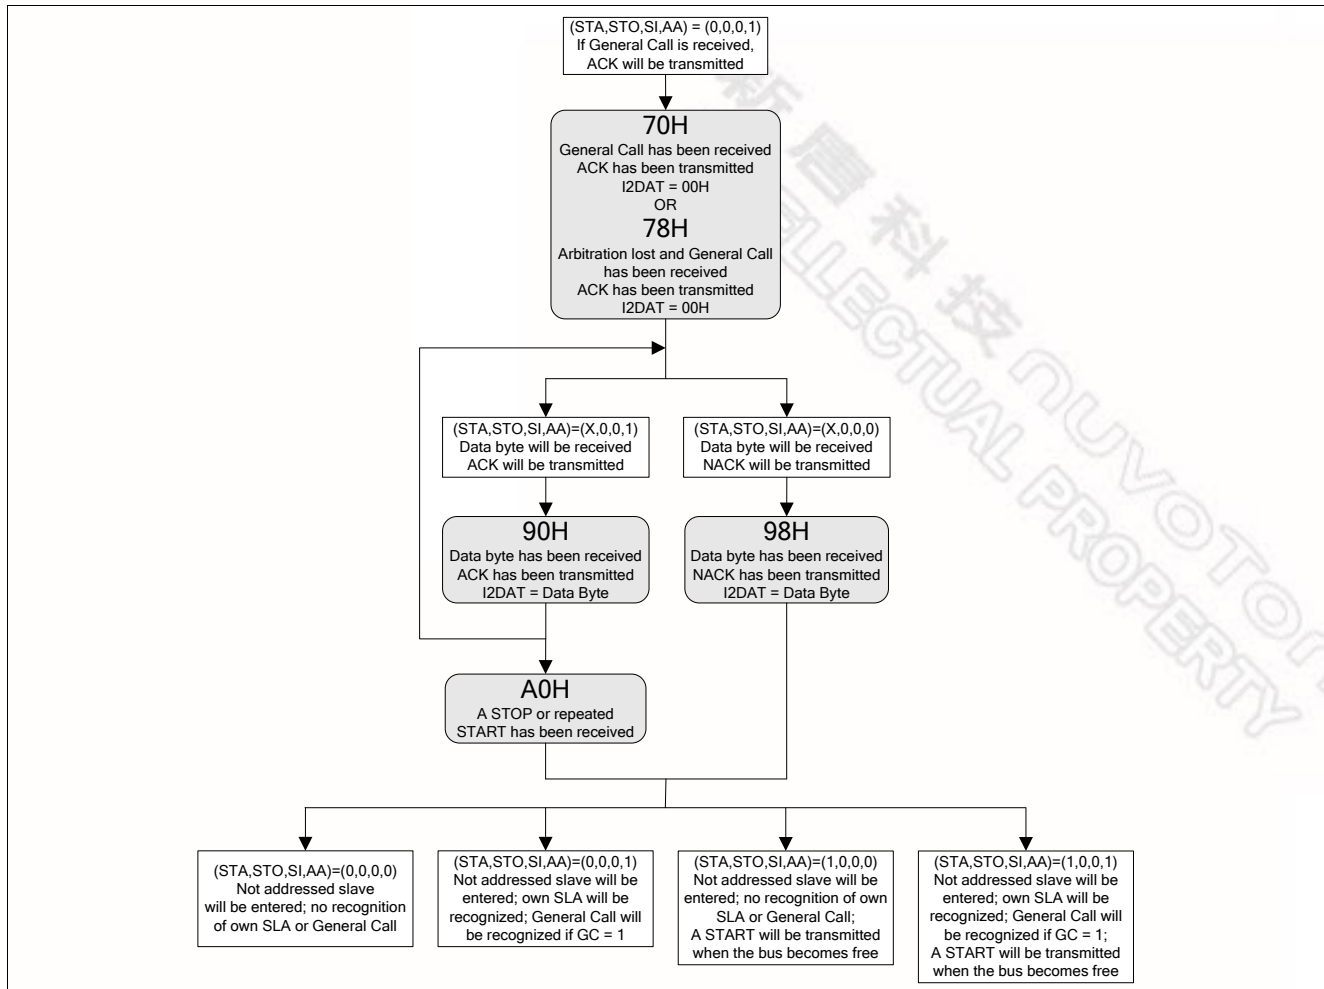 (STA,STO,SI,AA) = (0,0,0,1)
If General Call is received,
ACK will be transmitted
70H
General Call has been received
ACK has been transmitted
I2DAT = 00H
OR
78H
Arbitration lost and General Call
has been received
ACK has been transmitted
I2DAT = 00H
(STA,STO,SI,AA)=(X,0,0,1)
Data byte will be received
ACK will be transmitted
(STA,STO,SI,AA)=(X,0,0,0)
Data byte will be received
NACK will be transmitted
90H
Data byte has been received
ACK has been transmitted
I2DAT = Data Byte
98H
Data byte has been received
NACK has been transmitted
I2DAT = Data Byte
A0H
A STOP or repeated
START has been received
(STA,STO,SI,AA)=(0,0,0,0)
Not addressed slave
will be entered; no recognition
of own SLA or General Call
(STA,STO,SI,AA)=(0,0,0,1)
Not addressed slave will be
entered; own SLA will be
recognized; General Call will
be recognized if GC = 1
(STA,STO,SI,AA)=(1,0,0,0)
Not addressed slave will be
entered; no recognition of own
SLA or General Call;
A START will be transmitted
when the bus becomes free
(STA,STO,SI,AA)=(1,0,0,1)
Not addressed slave will be
entered; own SLA will be
recognized; General Call will
be recognized if GC = 1;
A START will be transmitted
when the bus becomes free
新唐科技 nuvoTon
ELLECTUAL PROPERTY